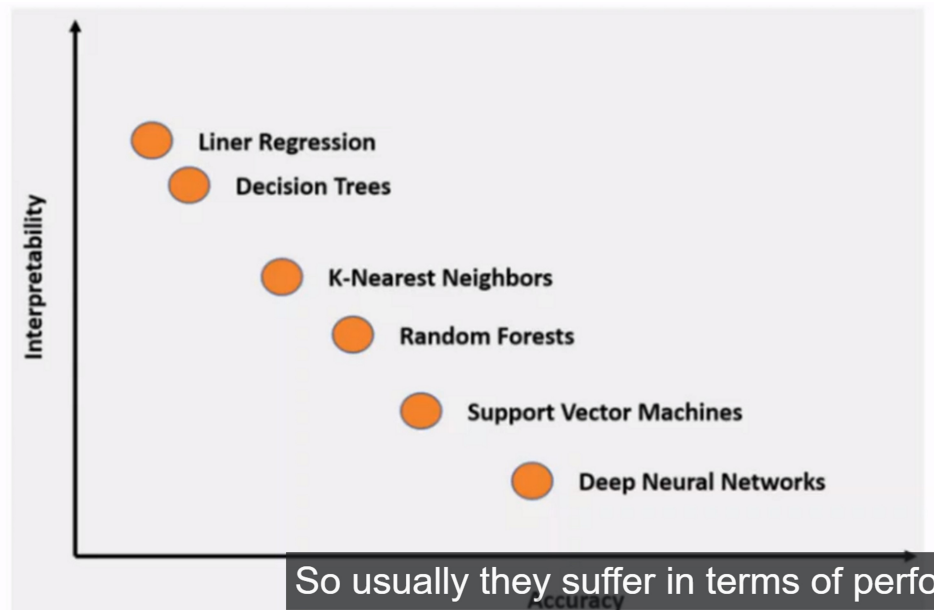 Liner Regression
Decision Trees
K-Nearest Neighbors
Random Forests
Support Vector Machines
Deep Neural Networks
Interpretability
Accuracy
So usually they suffer in terms of perfo